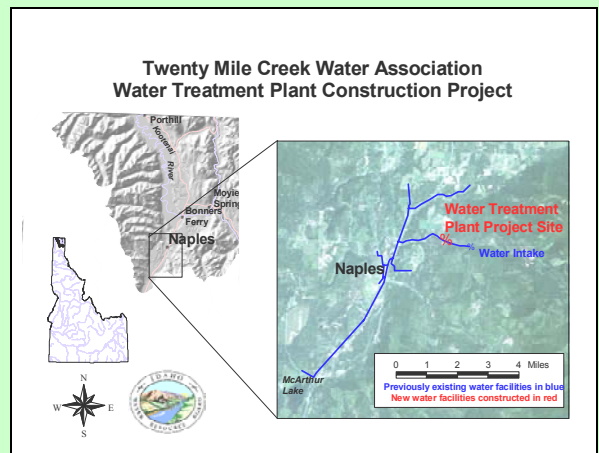 Twenty Mile Creek Water Association
Water Treatment Plant Construction Project
Porthill
Kootenai
River
Moyie
Spring
Bonners
Ferry
Naples
Water Treatment
Plant Project Site
%
%
Water Intake
Naples
McArthur
Lake
0 1 2 3 4 Miles
Previously existing water facilities in blue
New water facilities constructed in red
N
W E
S
IDAHO